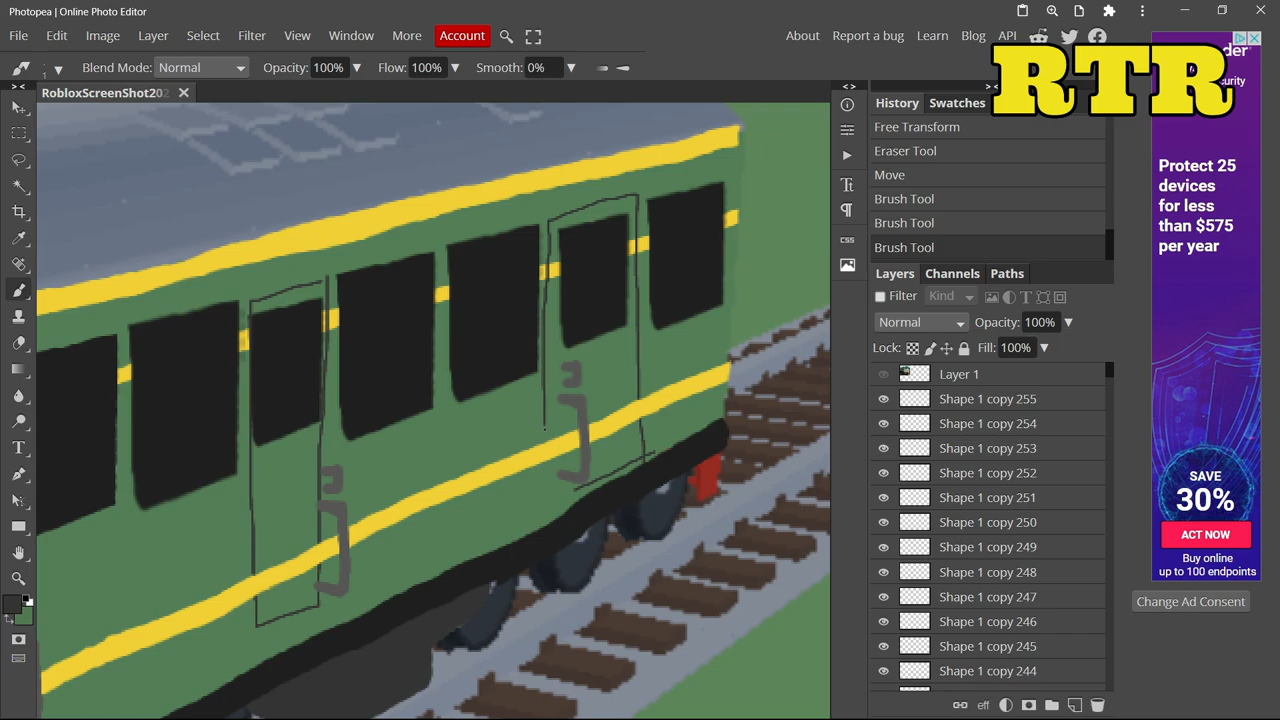 Photopea | Online Photo Editor
File Edit Image Layer Select Filter View Window More Account About Report a bug Learn Blog API
Blend Mode: Normal Opacity: 100% Flow: 100% Smooth: 0%
RTR
RobloxScreenShot202
History Swatches
Free Transform
Eraser Tool
Move
Brush Tool
Brush Tool
Brush Tool
Layers Channels Paths
Filter Kind
Normal Opacity: 100%
Lock: Fill: 100%
Layer 1
Shape 1 copy 255
Shape 1 copy 254
Shape 1 copy 253
Shape 1 copy 252
Shape 1 copy 251
Shape 1 copy 250
Shape 1 copy 249
Shape 1 copy 248
Shape 1 copy 247
Shape 1 copy 246
Shape 1 copy 245
Shape 1 copy 244
eff
CSS
Protect 25
devices
for less
than $575
per year
SAVE
30%
ACT NOW
Buy online
up to 100 endpoints
Change Ad Consent